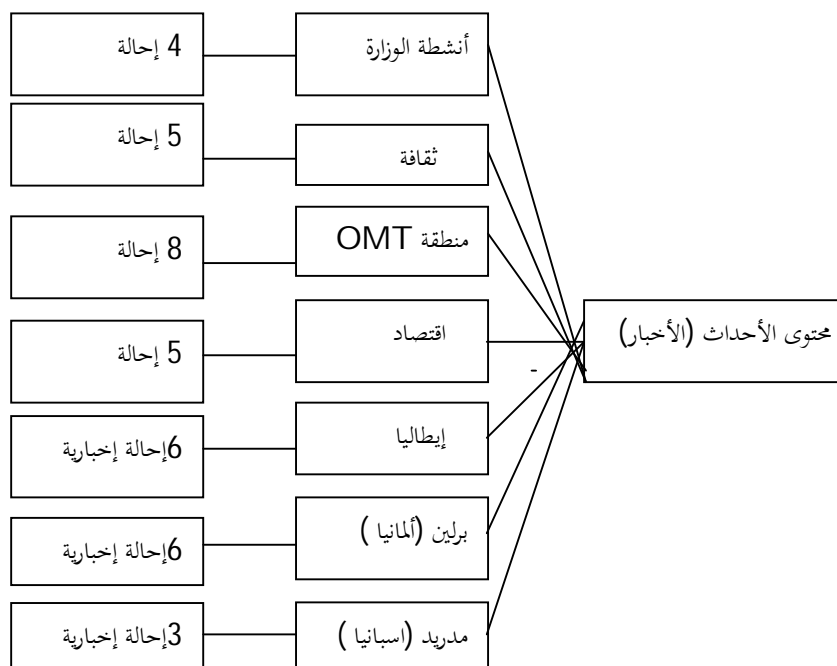 أنشطة الوزارة
4 إحالة
ثقافة
5 إحالة
منطقة OMT
8 إحالة
محتوى الأحداث (الأخبار)
اقتصاد
5 إحالة
-
إيطاليا
6إحالة إخبارية
برلين (ألمانيا )
6إحالة إخبارية
مدريد (اسبانيا )
3إحالة إخبارية